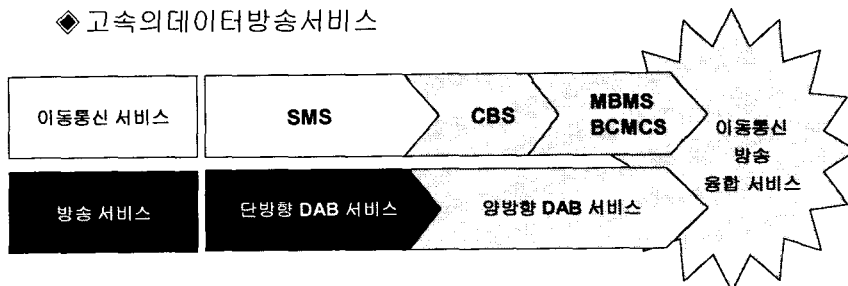 ◈ 고속의데이터방송서비스
이동통신 서비스
SMS
CBS
MBMS
BCMCS
이동통신
방송
융합 서비스
방송 서비스
단방향 DAB 서비스
양방향 DAB 서비스